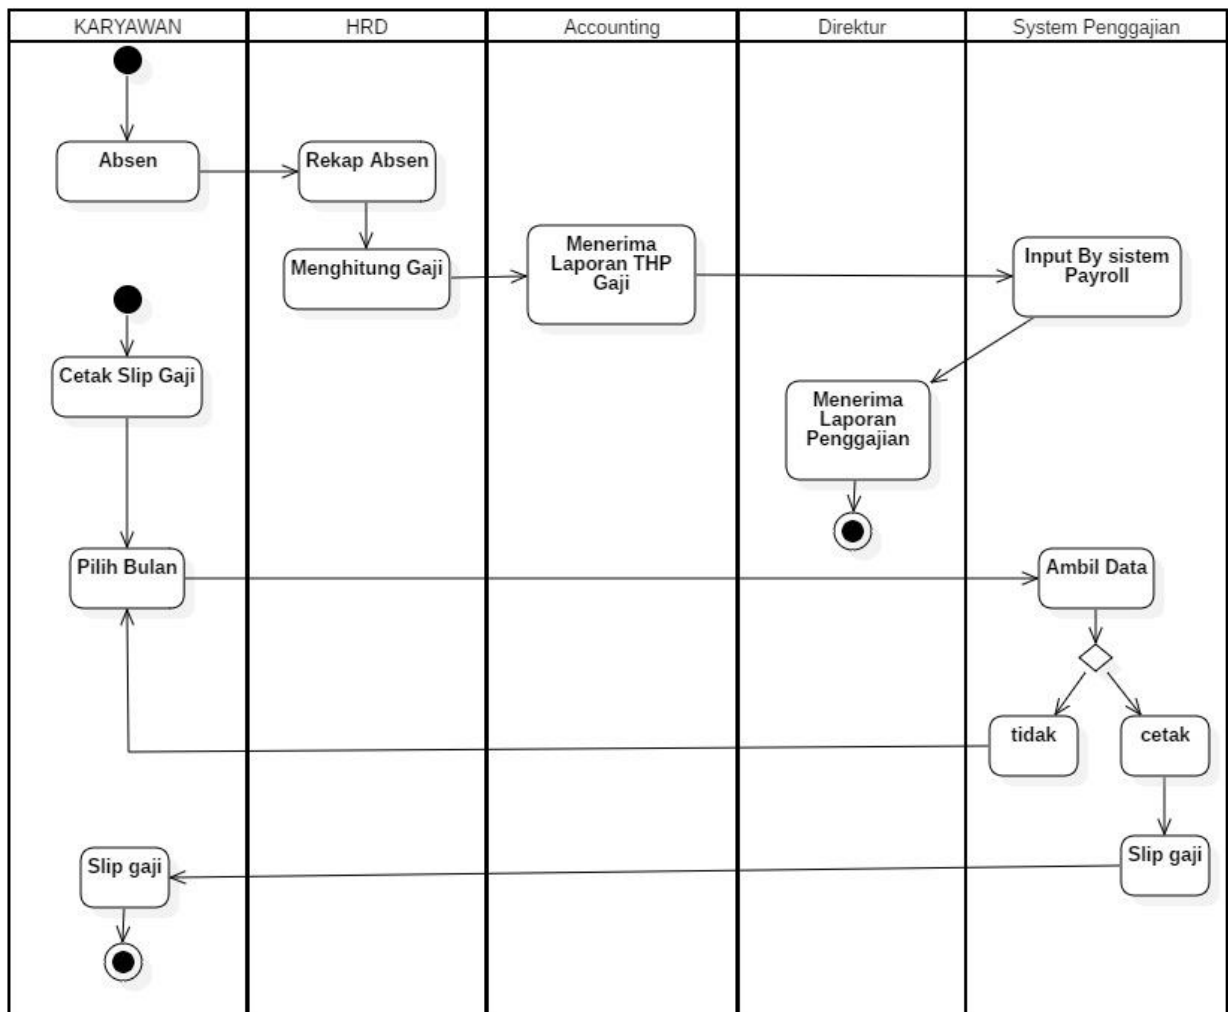 KARYAWAN
HRD
Accounting
Direktur
System Penggajian
Absen
Rekap Absen
Menghitung Gaji
Menerima
Laporan THP
Gaji
Input By sistem
Payroll
Cetak Slip Gaji
Menerima
Laporan
Penggajian
Pilih Bulan
Ambil Data
tidak
cetak
Slip gaji
Slip gaji